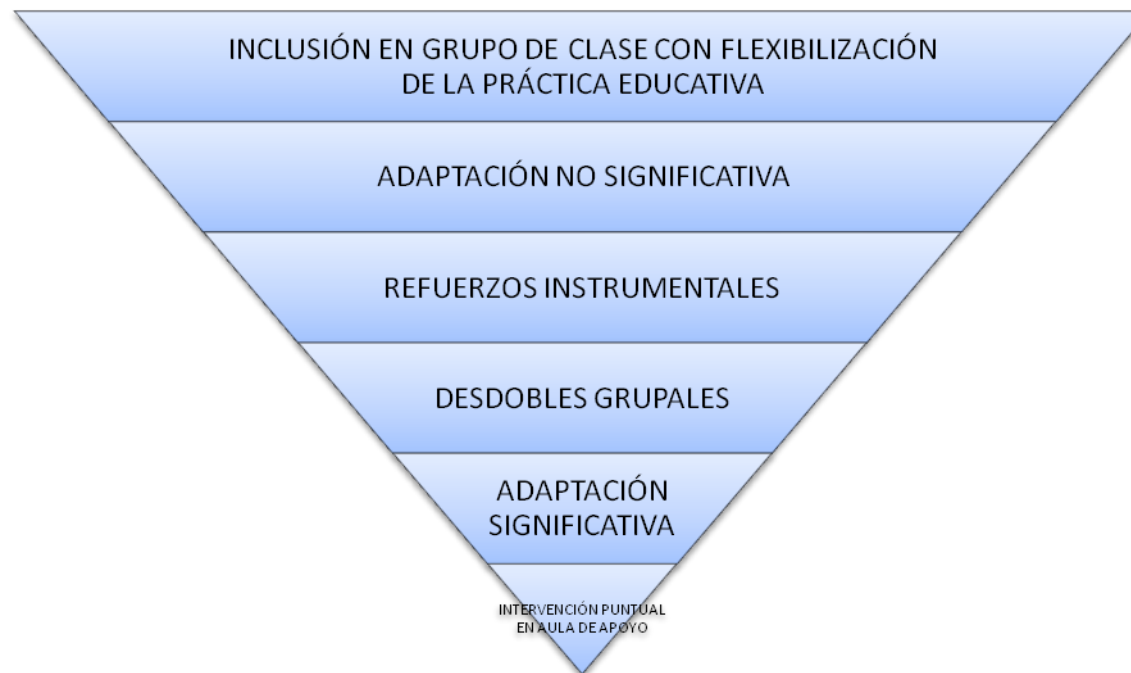 INCLUSIÓN EN GRUPO DE CLASE CON FLEXIBILIZACIÓN
DE LA PRÁCTICA EDUCATIVA
ADAPTACIÓN NO SIGNIFICATIVA
REFUERZOS INSTRUMENTALES
DESDOBLES GRUPALES
ADAPTACIÓN
SIGNIFICATIVA
INTERVENCIÓN PUNTUAL
EN AULA DE APOYO